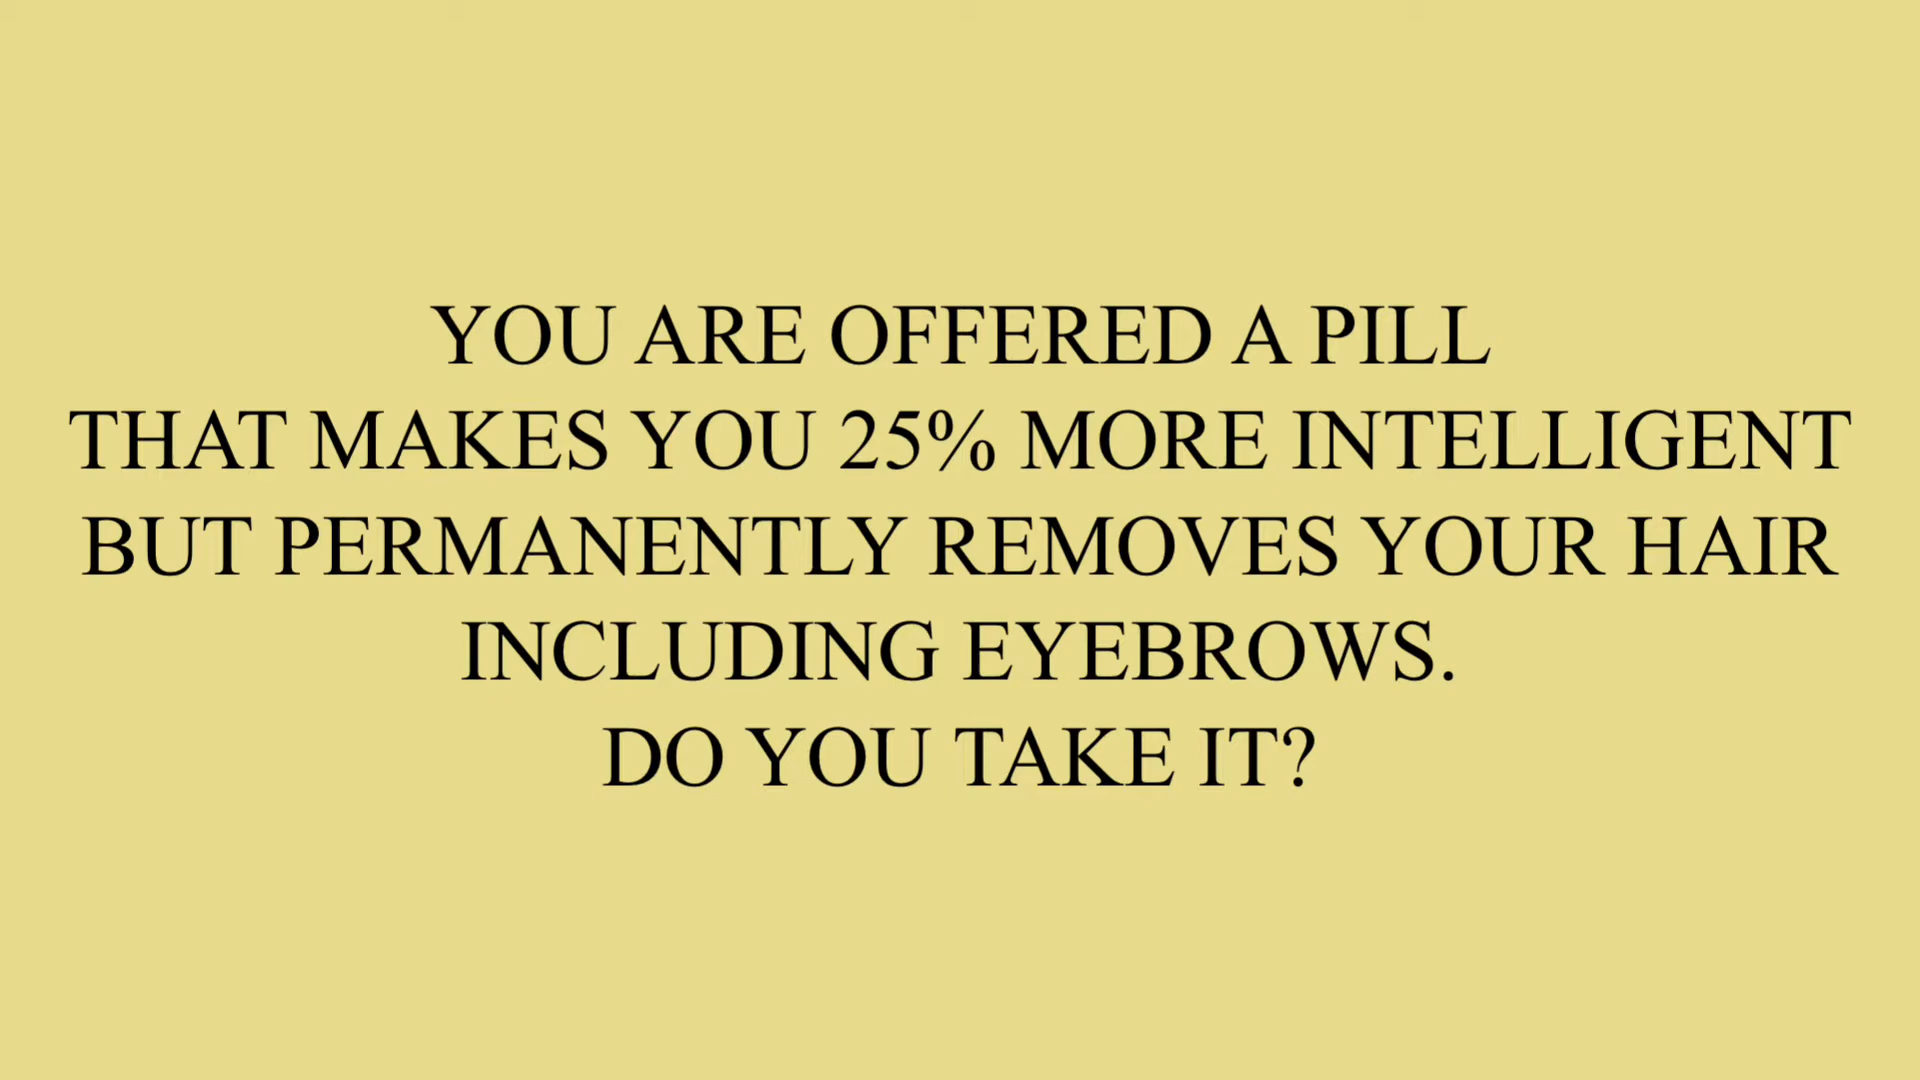 YOU ARE OFFERED A PILL
THAT MAKES YOU 25% MORE INTELLIGENT
BUT PERMANENTLY REMOVES YOUR HAIR
INCLUDING EYEBROWS.
DO YOU TAKE IT?